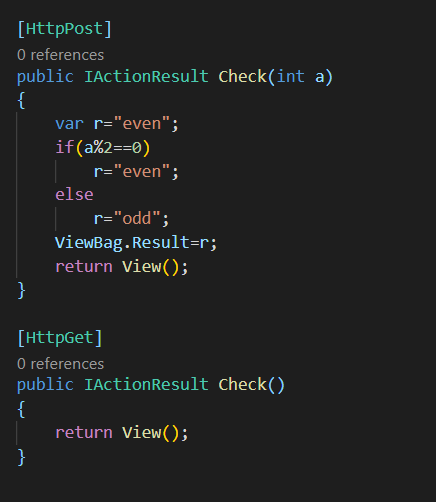 [HttpPost]
0 references
public IActionResult Check(int a)
{
    var r="even";
    if(a%2==0)
        r="even";
    else
        r="odd";
    ViewBag.Result=r;
    return View();
}

[HttpGet]
0 references
public IActionResult Check()
{
    return View();
}